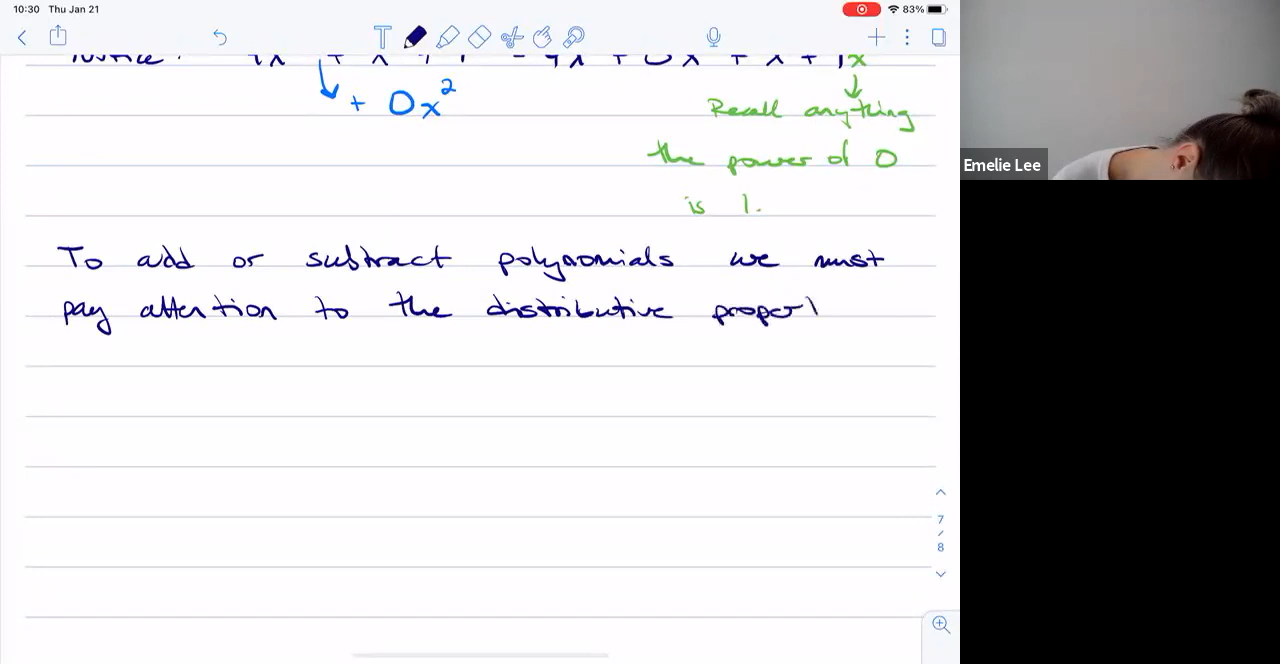 10:30 Thu Jan 21
83%
+ 0x²
Recall anything
the power of 0
is 1.
To add or subtract polynomials we must
pay attention to the distributive proper
7
/
8
Emelie Lee